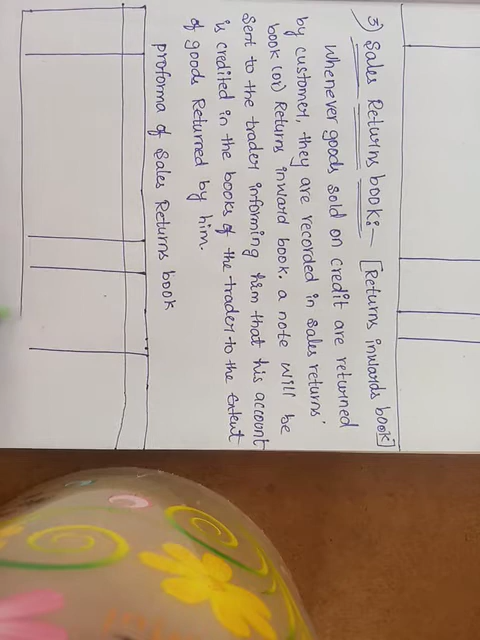 3) Sales Returns book:- [Returns inwards book]
Whenever goods sold on credit are returned
by customer, they are recorded in sales returns
book (or) Returns inward book. a note will be
sent to the trader informing him that his account
is credited in the books of the trader to the extent
of goods Returned by him.
proforma of Sales Returns book